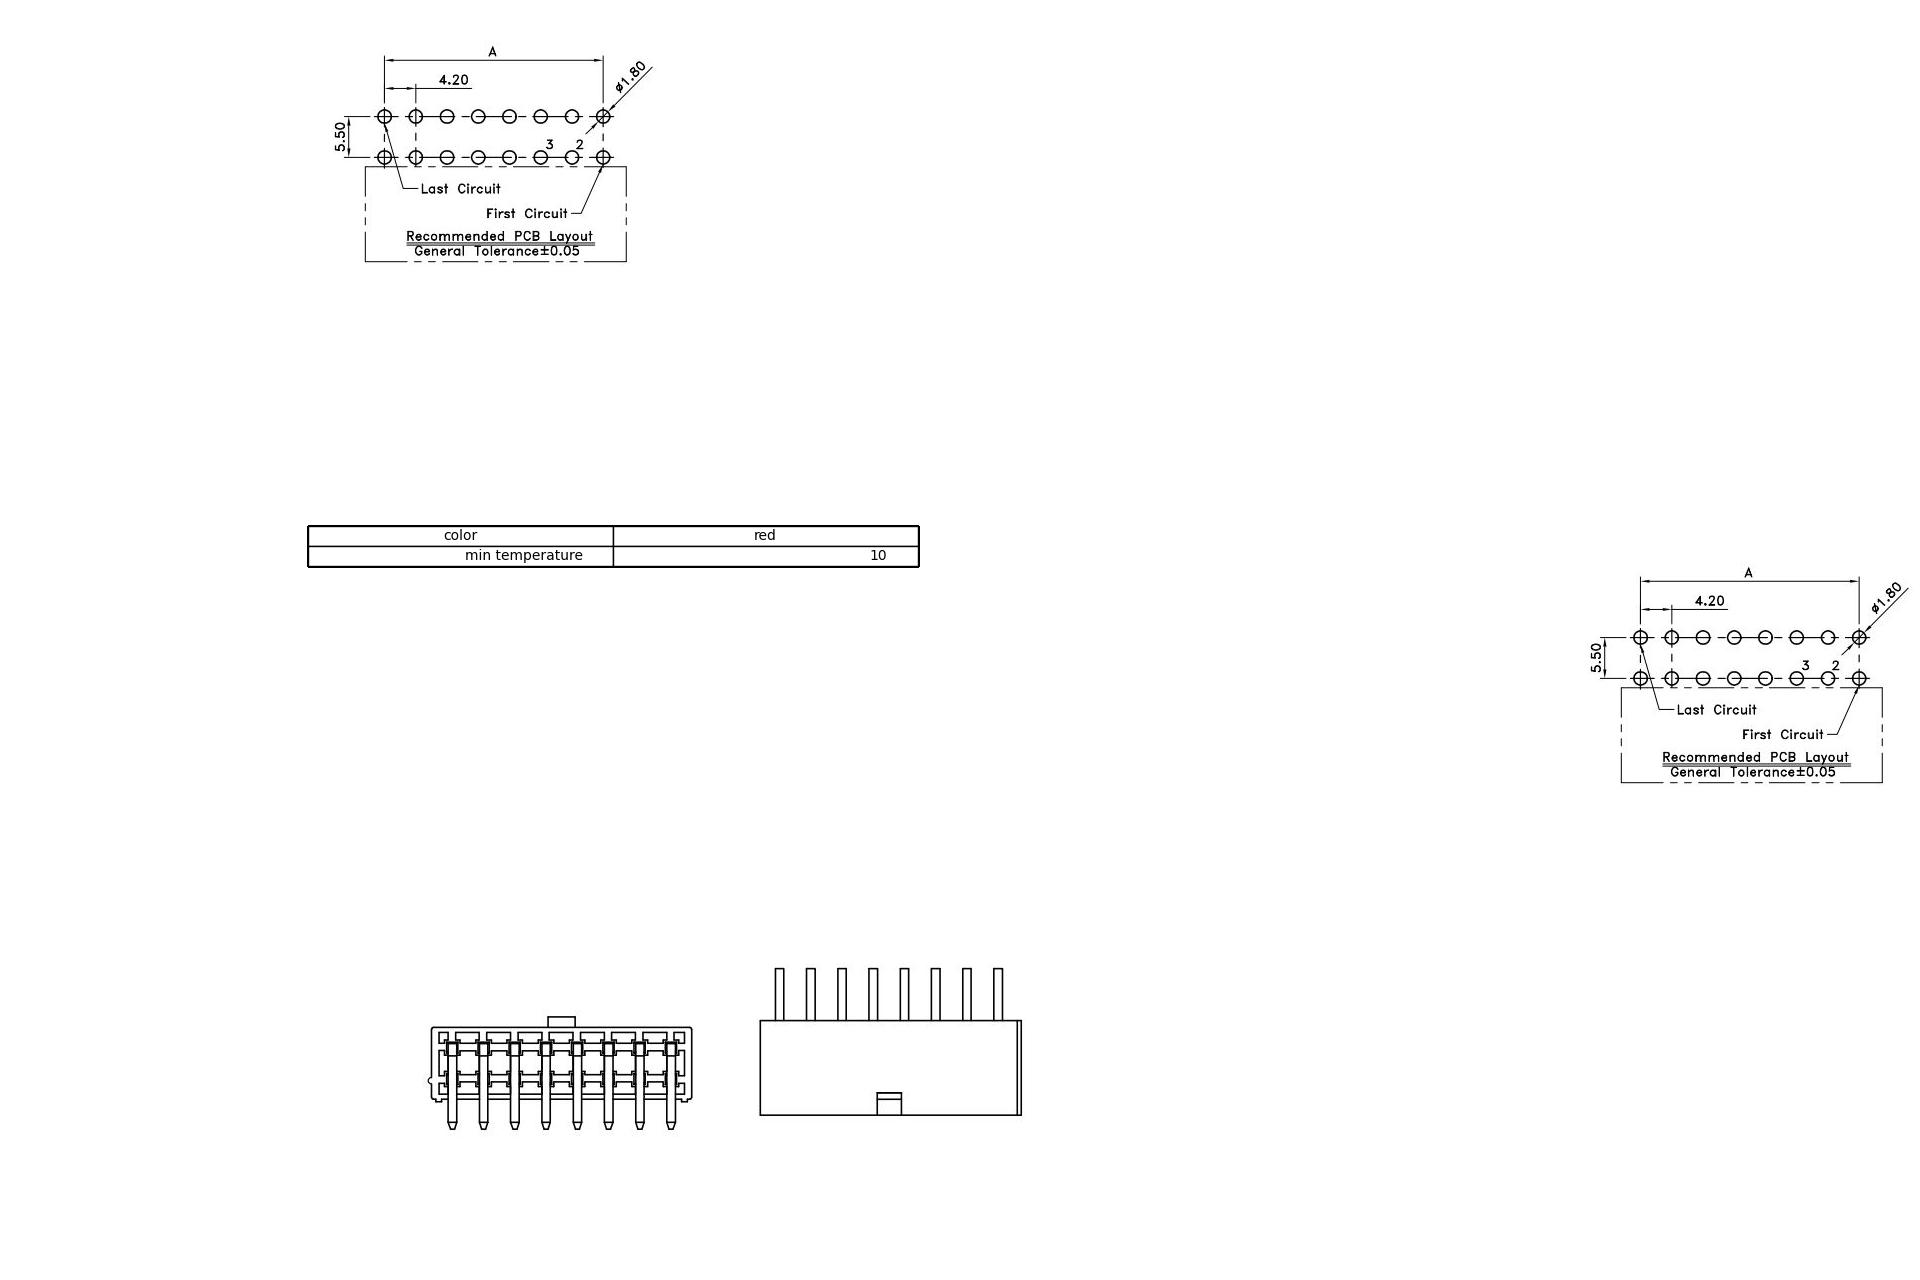 A
4.20
ø1.80
5.50
3 2
Last Circuit
First Circuit
Recommended PCB Layout
General Tolerance±0.05
color red
min temperature 10
A
4.20
ø1.80
5.50
3 2
Last Circuit
First Circuit
Recommended PCB Layout
General Tolerance±0.05